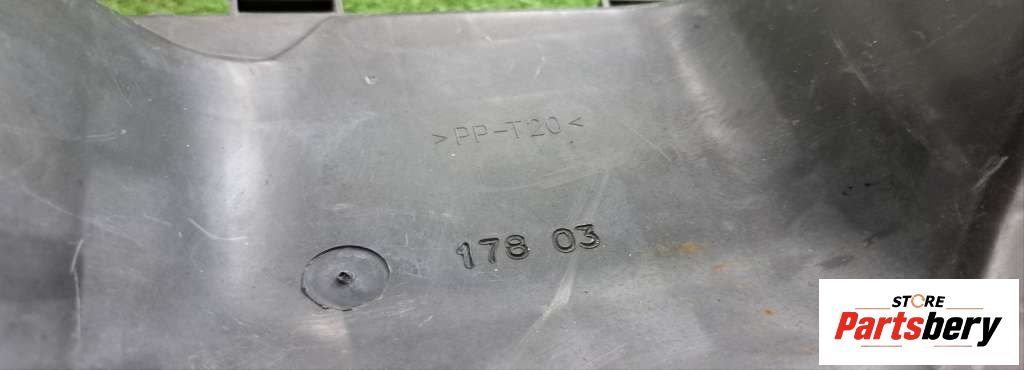 >PP-T20<
178 03
STORE
Partsbery